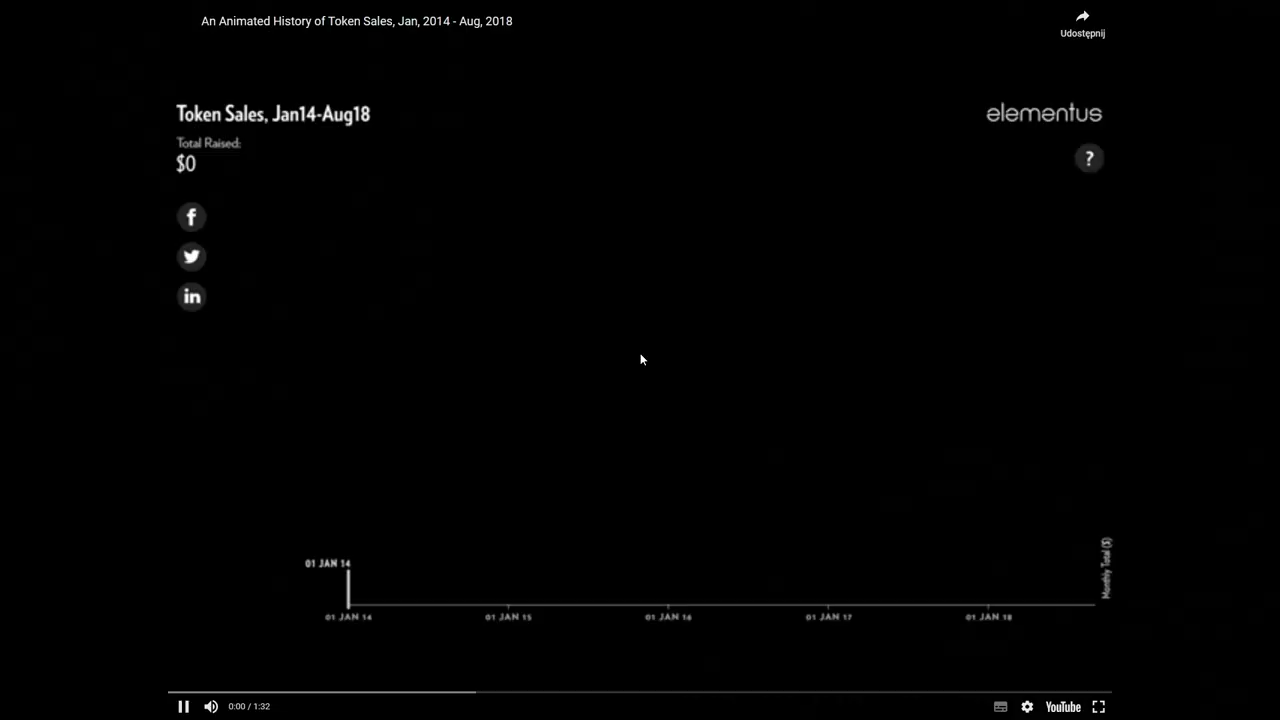 An Animated History of Token Sales, Jan, 2014 - Aug, 2018
Udostępnij
Token Sales, Jan14-Aug18
elementus
Total Raised:
$0
?
f
in
01 JAN 14
Monthly Total ($)
01 JAN 14 01 JAN 15 01 JAN 16 01 JAN 17 01 JAN 18
0:00 / 1:32
YouTube